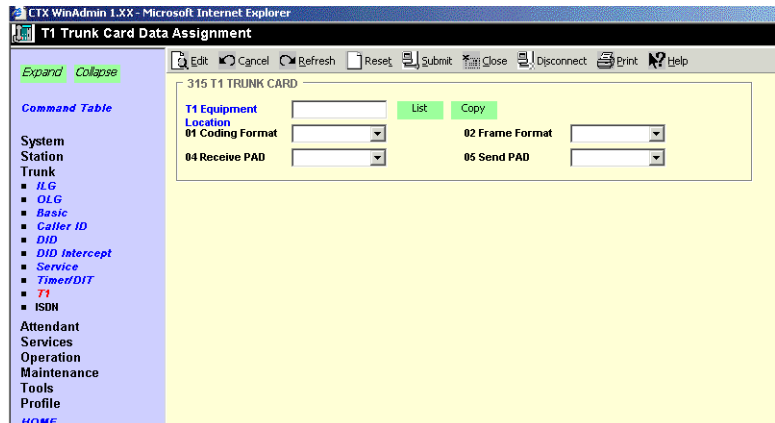 CTX WinAdmin 1.XX - Microsoft Internet Explorer
T1 Trunk Card Data Assignment
Edit Cancel Refresh Reset Submit Close Disconnect Print Help
Expand Collapse
Command Table
System
Station
Trunk
ILG
OLG
Basic
Caller ID
DID
DID Intercept
Service
Timer/DIT
T1
ISDN
Attendant
Services
Operation
Maintenance
Tools
Profile
HOME
315 T1 TRUNK CARD
T1 Equipment
Location
List Copy
01 Coding Format 02 Frame Format
04 Receive PAD 05 Send PAD